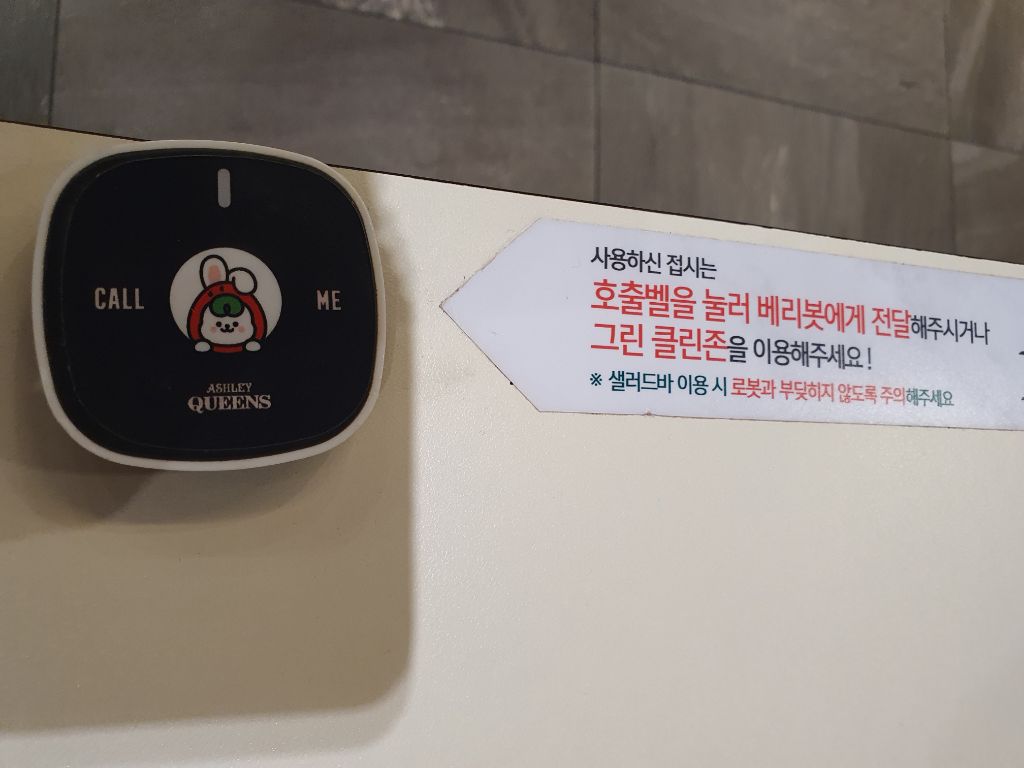 CALL ME
ASHLEY
QUEENS
사용하신 접시는
호출벨을 눌러 베리봇에게 전달해주시거나
그린 클린존을 이용해주세요!
※ 샐러드바 이용 시 로봇과 부딪히지 않도록 주의해주세요